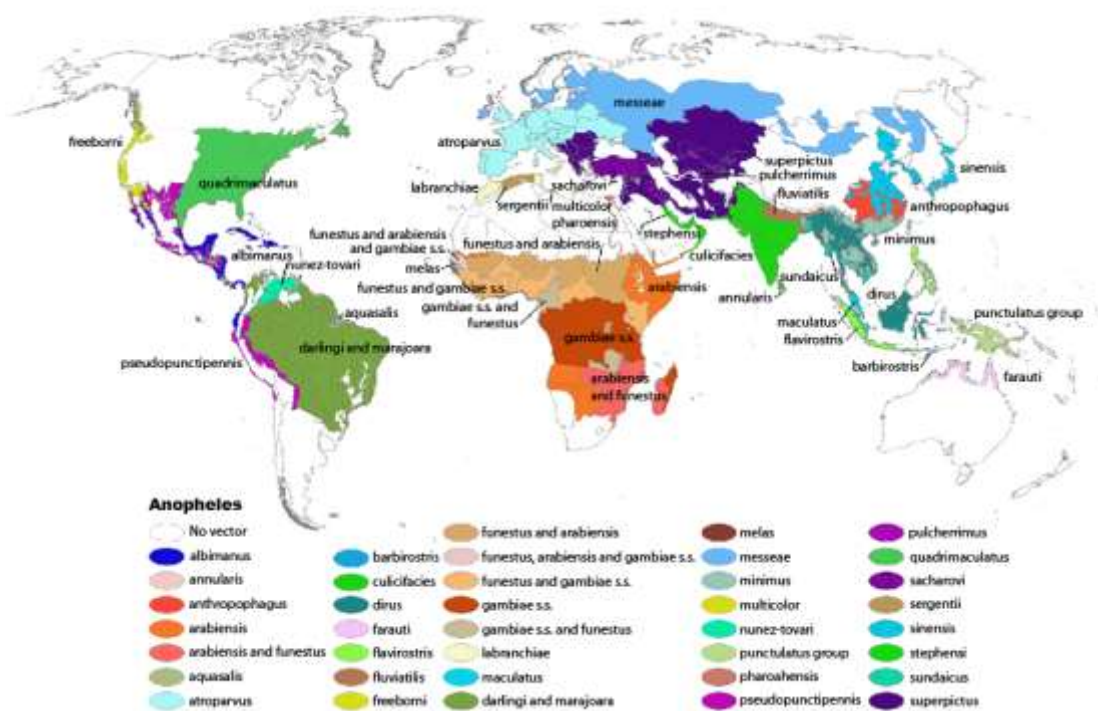 messeae
freeborni
atroparvus
quadrimaculatus
superpictus
pulcherrimus
sinensis
labranchiae
sacharovi
fluviatilis
sergentii
multicolor
anthropophagus
pharoensis
funestus and arabiensis
and gambiae s.s.
funestus and arabiensis
stephensi
minimus
albimanus
nunez-tovari
melas
culicifacies
sundaicus
funestus and gambiae s.s.
arabiensis
annularis
dirus
gambiae s.s. and
funestus
aquasalis
punctulatus group
maculatus
darlingi and marajoara
gambiae s.s.
flavirostris
pseudopunctipennis
barbirostris
arabiensis
and funestus
farauti
Anopheles
No vector
albimanus
annularis
anthropophagus
arabiensis
arabiensis and funestus
aquasalis
atroparvus
barbirostris
culicifacies
dirus
farauti
flavirostris
fluviatilis
freeborni
funestus and arabiensis
funestus, arabiensis and gambiae s.s.
funestus and gambiae s.s.
gambiae s.s.
gambiae s.s. and funestus
labranchiae
maculatus
darlingi and marajoara
melas
messeae
minimus
multicolor
nunez-tovari
punctulatus group
pharoahensis
pseudopunctipennis
pulcherrimus
quadrimaculatus
sacharovi
sergentii
sinensis
stephensi
sundaicus
superpictus